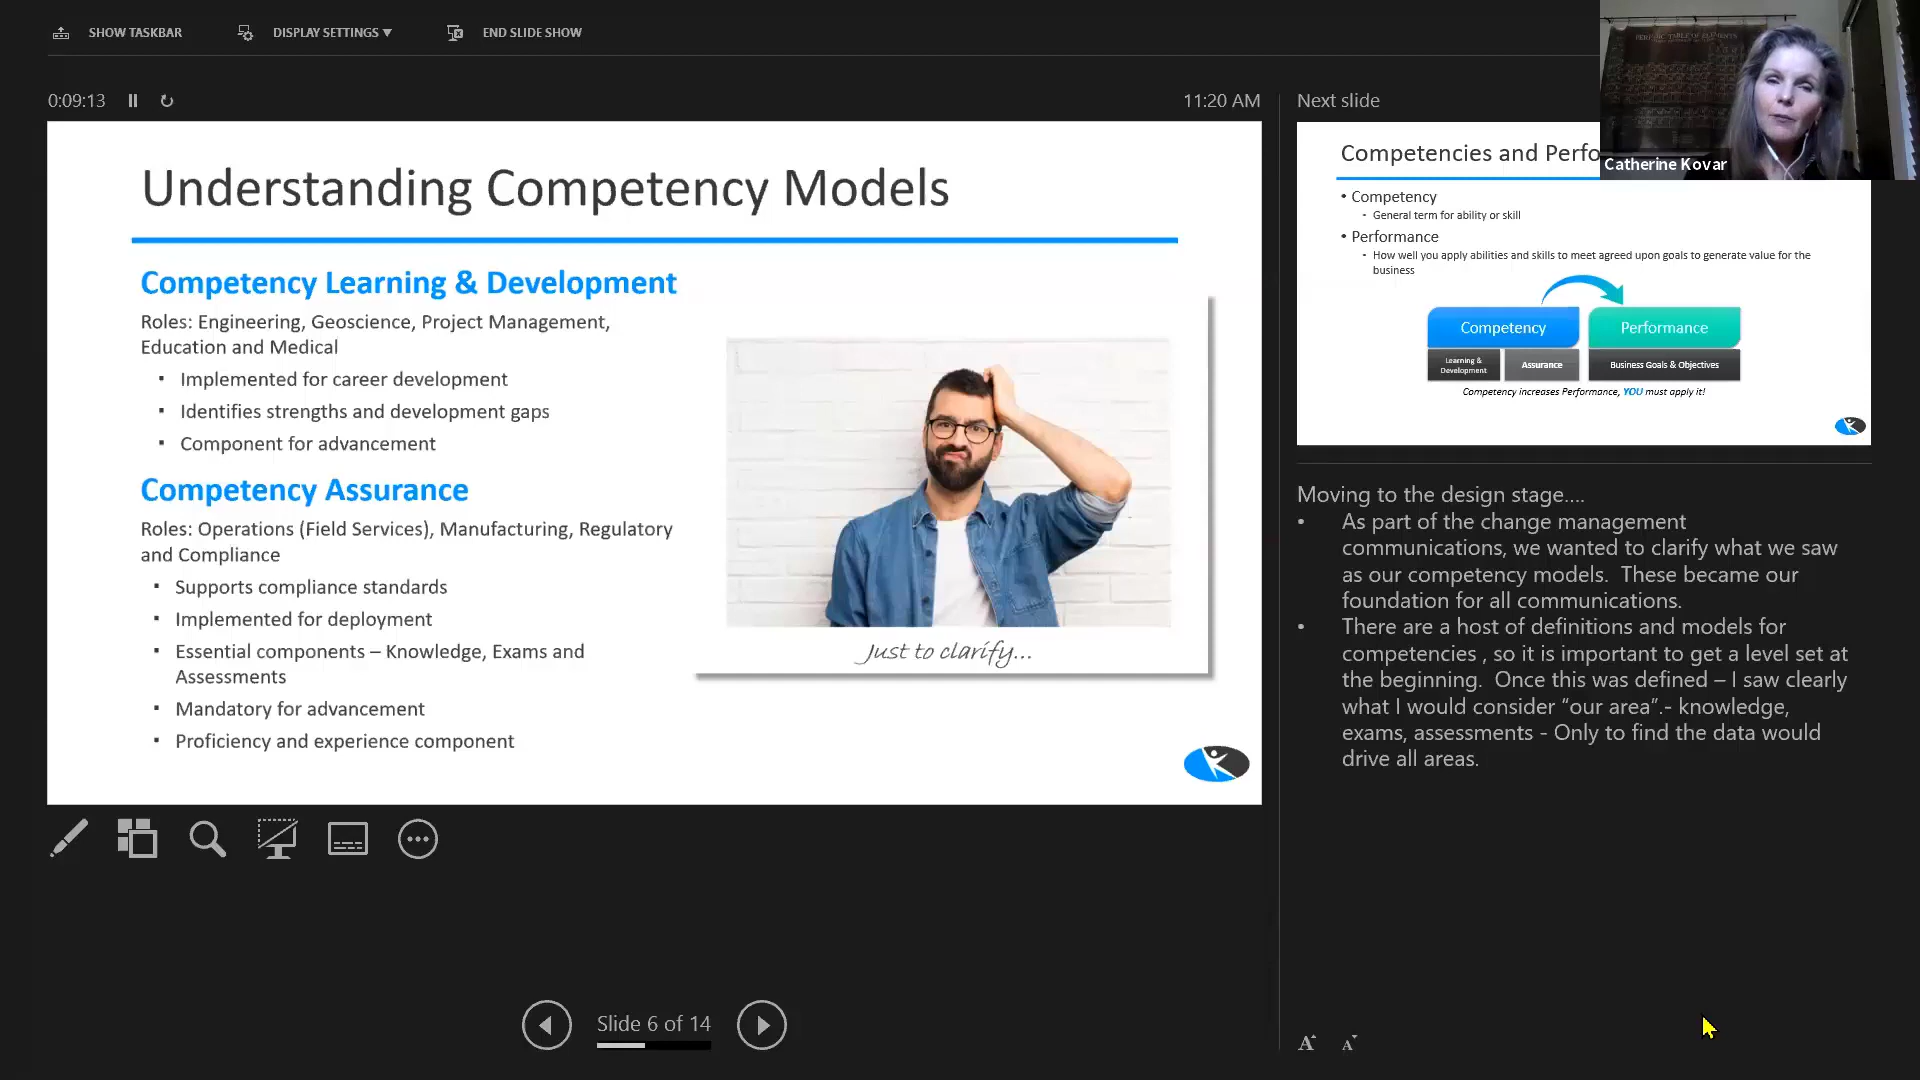 SHOW TASKBAR
DISPLAY SETTINGS ▼
END SLIDE SHOW
0:09:13
11:20 AM
Understanding Competency Models
Competency Learning & Development
Roles: Engineering, Geoscience, Project Management,
Education and Medical
▪ Implemented for career development
▪ Identifies strengths and development gaps
▪ Component for advancement
Competency Assurance
Roles: Operations (Field Services), Manufacturing, Regulatory
and Compliance
▪ Supports compliance standards
▪ Implemented for deployment
▪ Essential components – Knowledge, Exams and
Assessments
▪ Mandatory for advancement
▪ Proficiency and experience component
Just to clarify...
Slide 6 of 14
Next slide
PERIODIC TABLE OF ELEMENTS
Catherine Kovar
Competencies and Perfo
• Competency
- General term for ability or skill
• Performance
- How well you apply abilities and skills to meet agreed upon goals to generate value for the
business
Competency
Performance
Learning &
Development
Assurance
Business Goals & Objectives
Competency increases Performance, YOU must apply it!
Moving to the design stage....
• As part of the change management
communications, we wanted to clarify what we saw
as our competency models.  These became our
foundation for all communications.
• There are a host of definitions and models for
competencies , so it is important to get a level set at
the beginning.  Once this was defined – I saw clearly
what I would consider “our area”.- knowledge,
exams, assessments - Only to find the data would
drive all areas.
A A